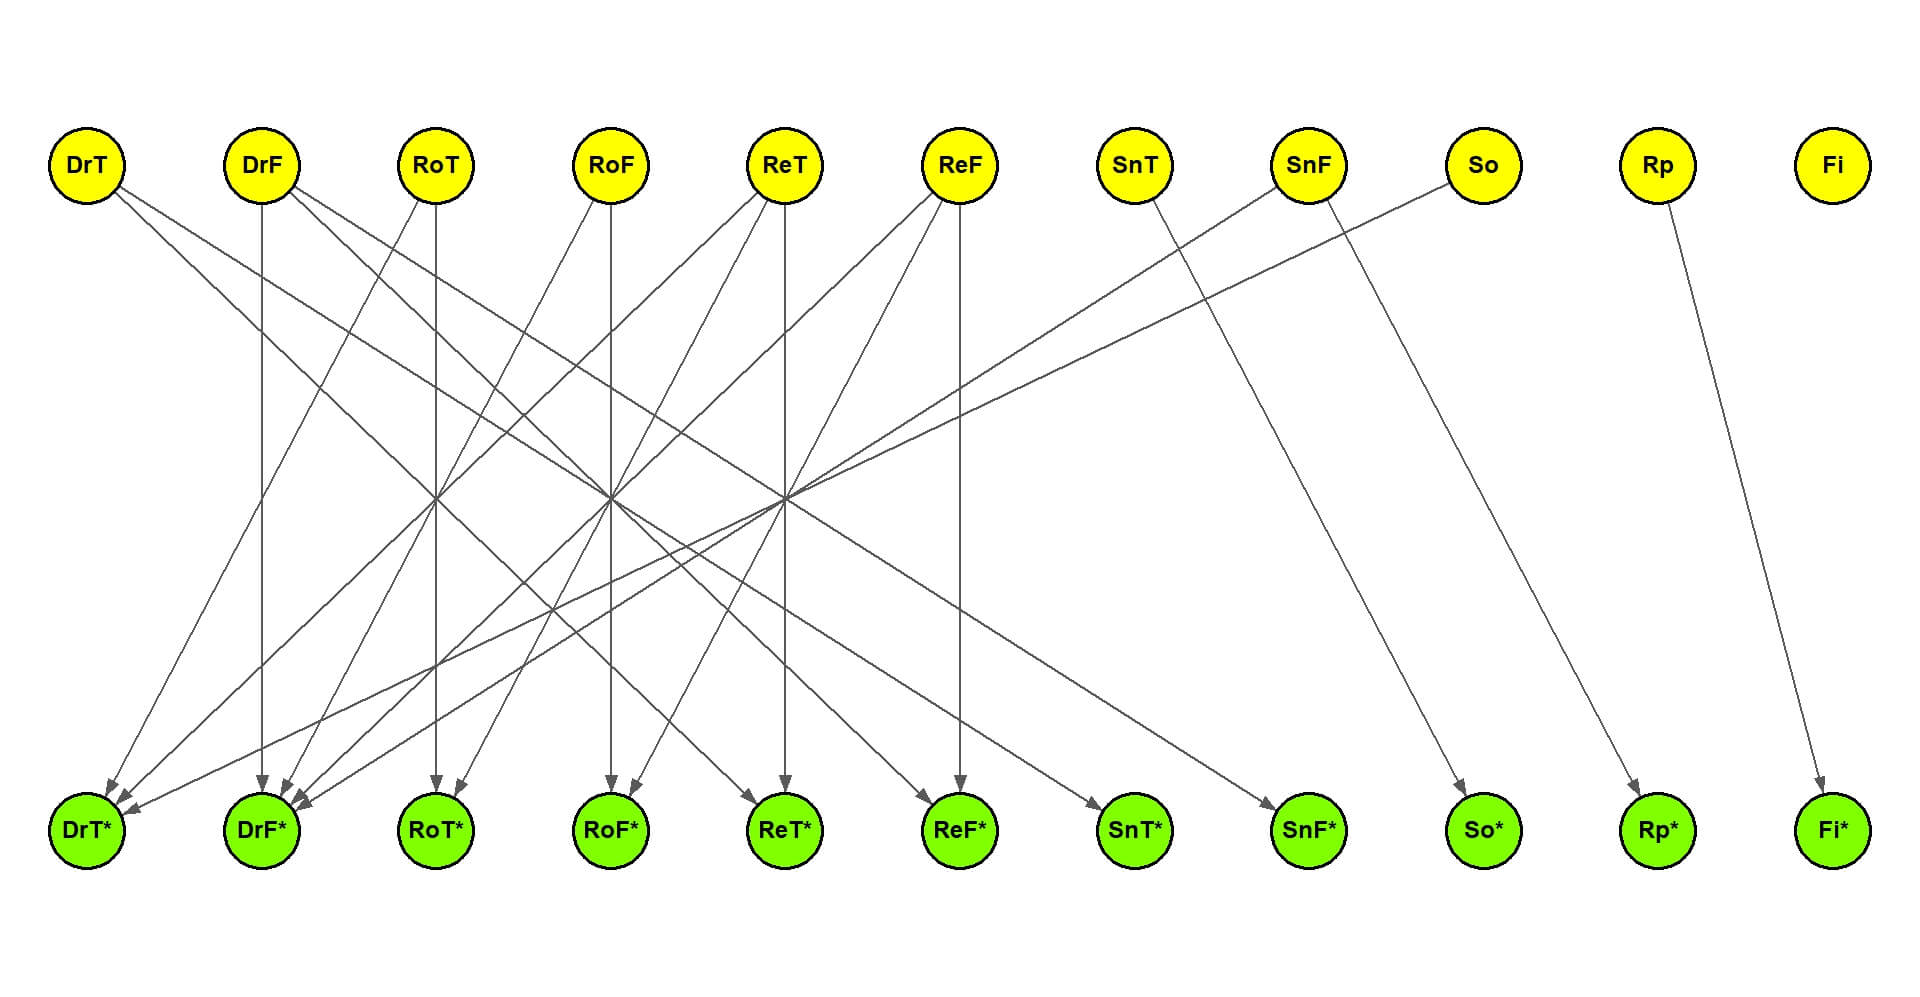 DrT DrF RoT RoF ReT ReF SnT SnF So Rp Fi
DrT* DrF* RoT* RoF* ReT* ReF* SnT* SnF* So* Rp* Fi*